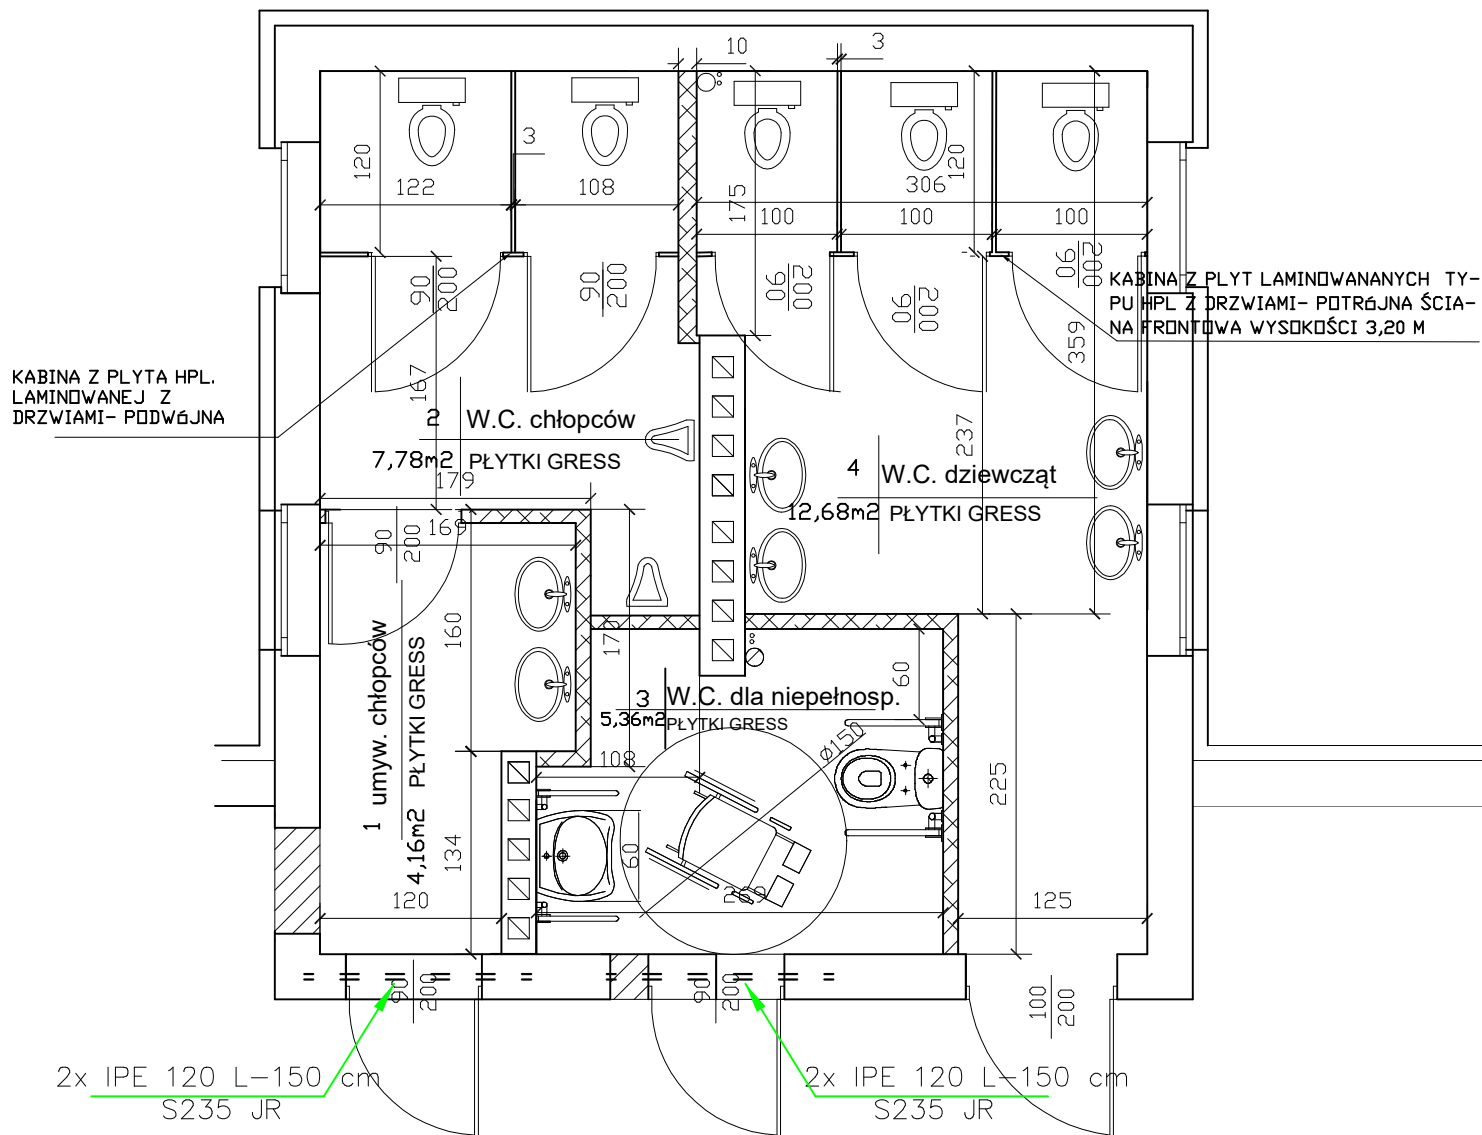 10
3
3
120
122
108
175
306
120
100
100
100
90
200
90
200
90
200
90
200
90
200
KABINA Z PLYT LAMINOWANANYCH TY-
PU HPL Z DRZWIAMI- POTRÓJNA ŚCIA-
NA FRONTOWA WYSOKOŚCI 3,20 M
359
KABINA Z PLYTA HPL.
LAMINOWANEJ Z
DRZWIAMI- PODWÓJNA
167
2 W.C. chłopców
7,78m2 PŁYTKI GRESS
179
237
4 W.C. dziewcząt
12,68m2 PŁYTKI GRESS
169
90
200
160
170
1 umyw. chłopców
4,16m2 PŁYTKI GRESS
3 W.C. dla niepełnosp.
5,36m2 PŁYTKI GRESS
60
108
Ø150
225
134
60
120
269
125
90
200
90
200
100
200
2x IPE 120 L-150 cm
S235 JR
2x IPE 120 L-150 cm
S235 JR